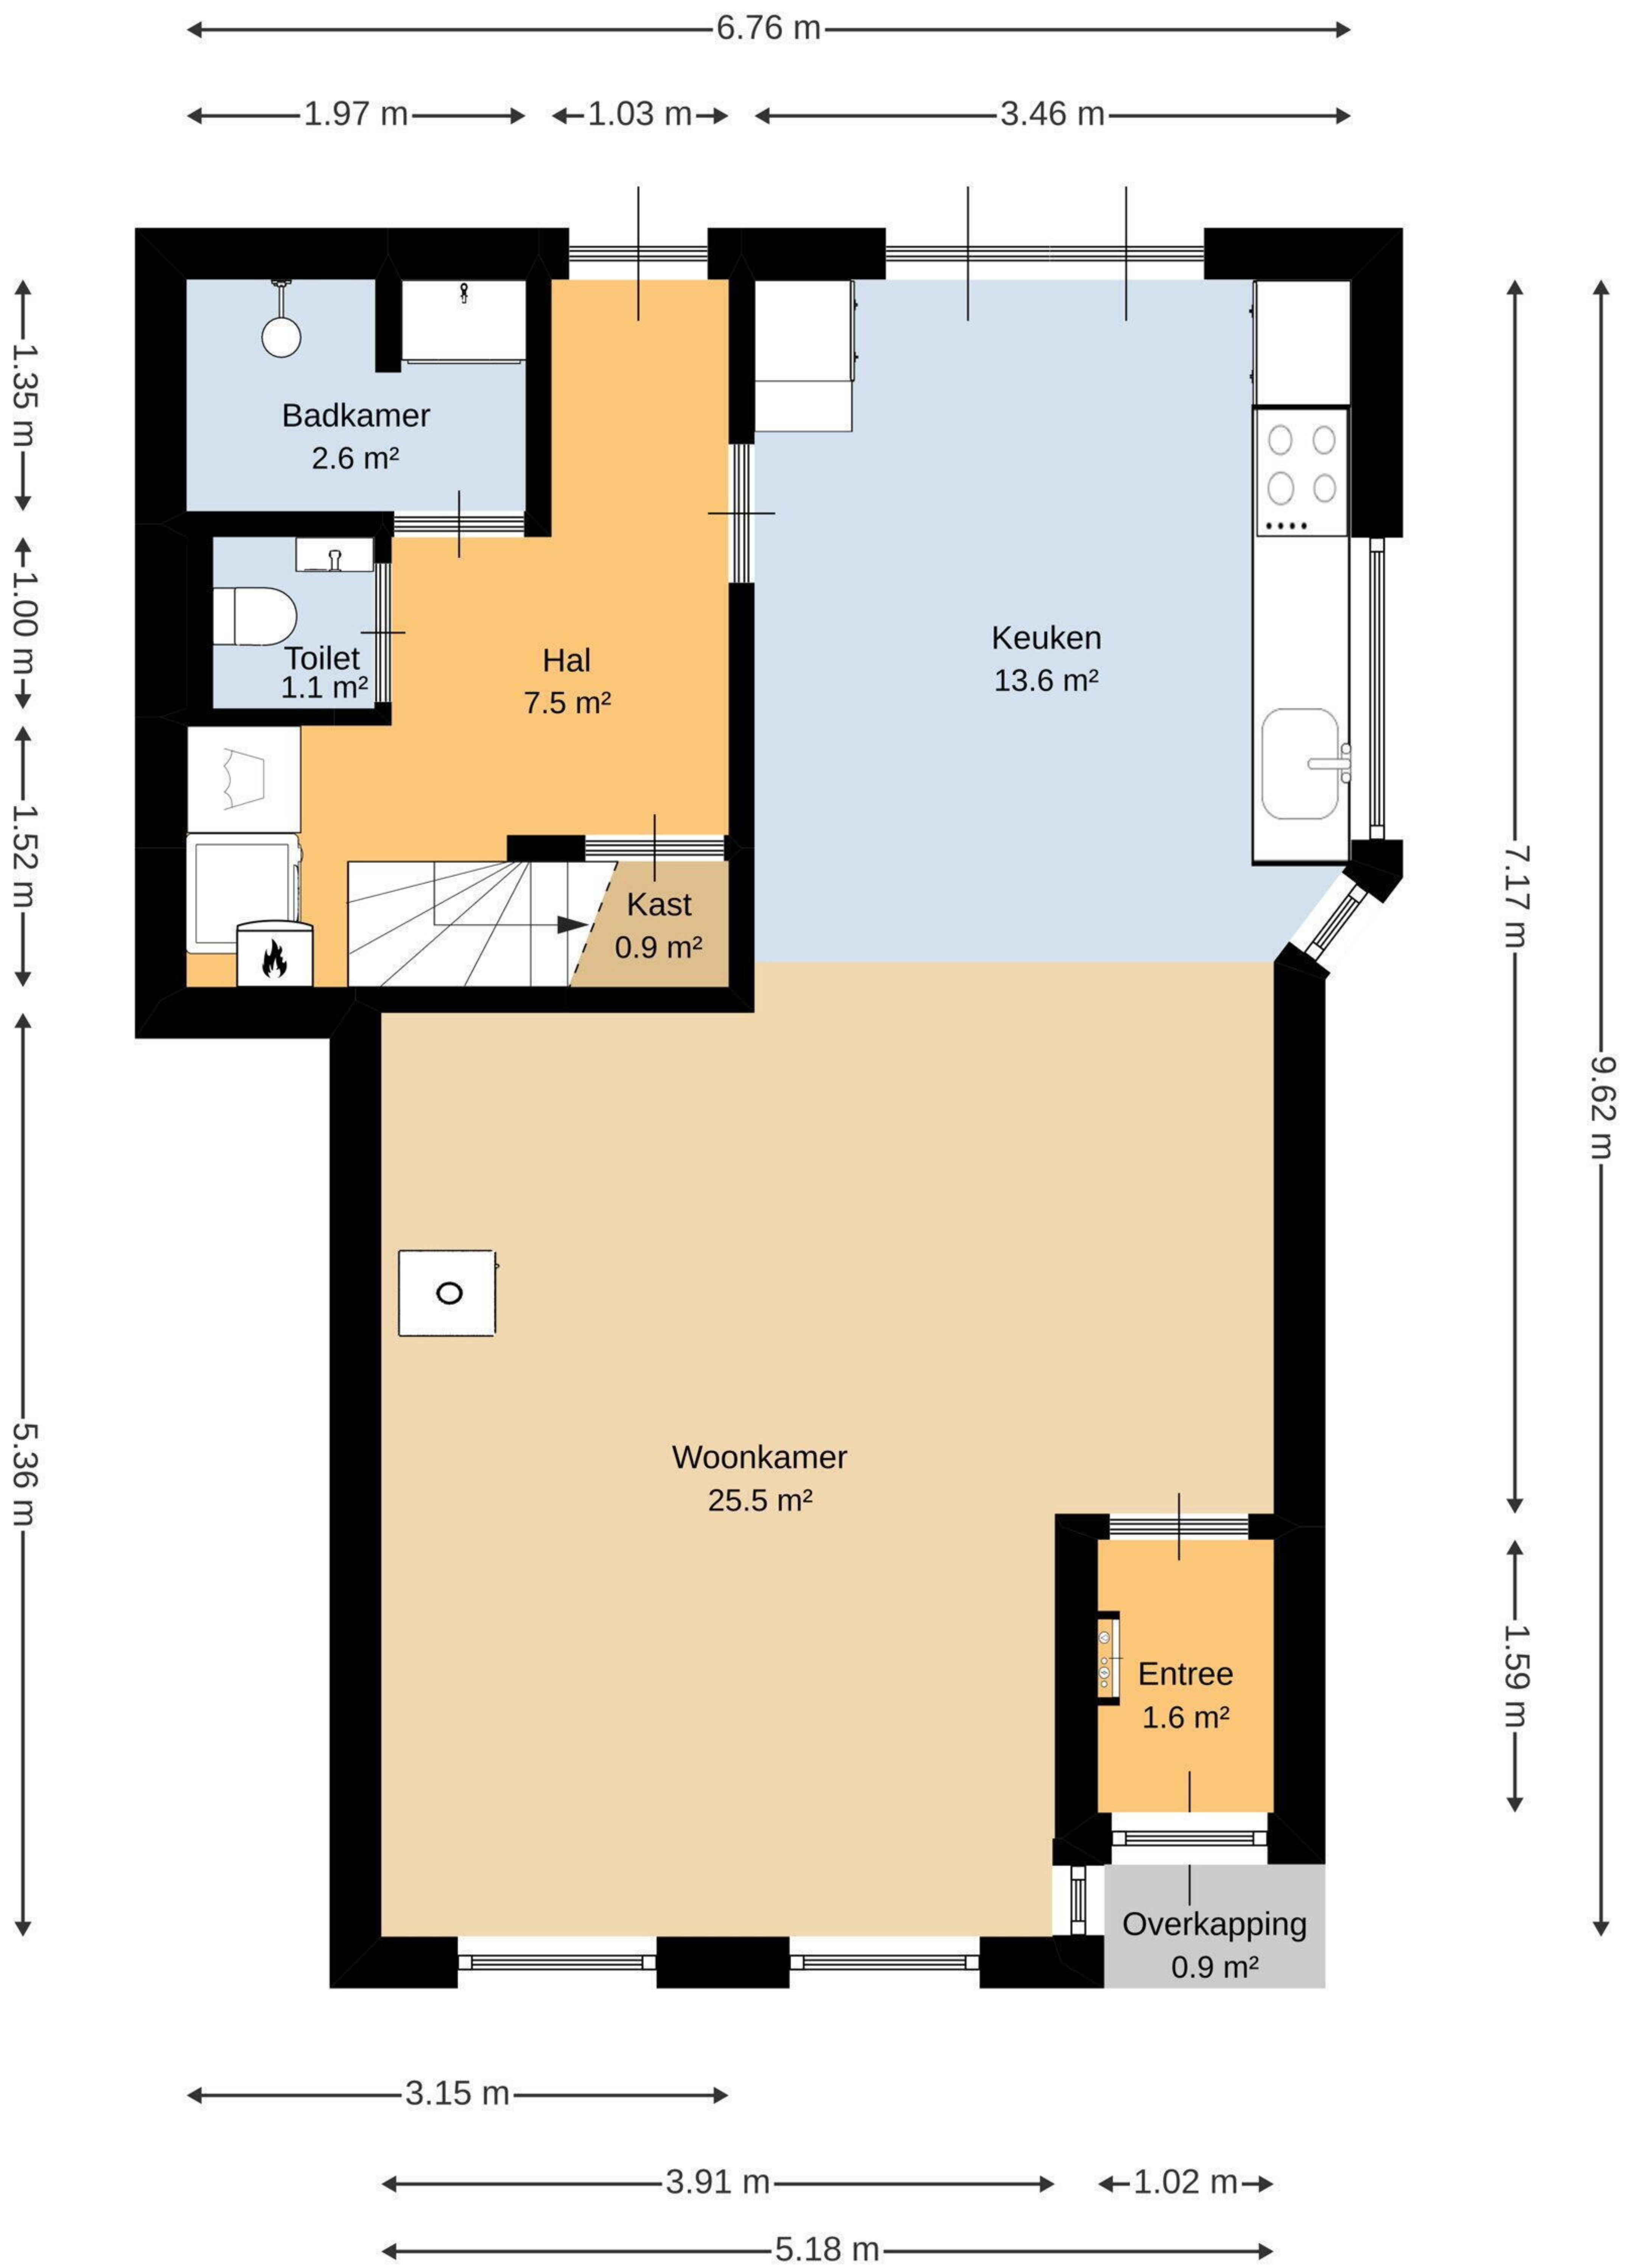 6.76 m
1.97 m
1.03 m
3.46 m
1.35 m
1.00 m
1.52 m
5.36 m
Badkamer
2.6 m²
Toilet
1.1 m²
Hal
7.5 m²
Keuken
13.6 m²
Kast
0.9 m²
Woonkamer
25.5 m²
Entree
1.6 m²
Overkapping
0.9 m²
7.17 m
1.59 m
9.62 m
3.15 m
3.91 m
1.02 m
5.18 m